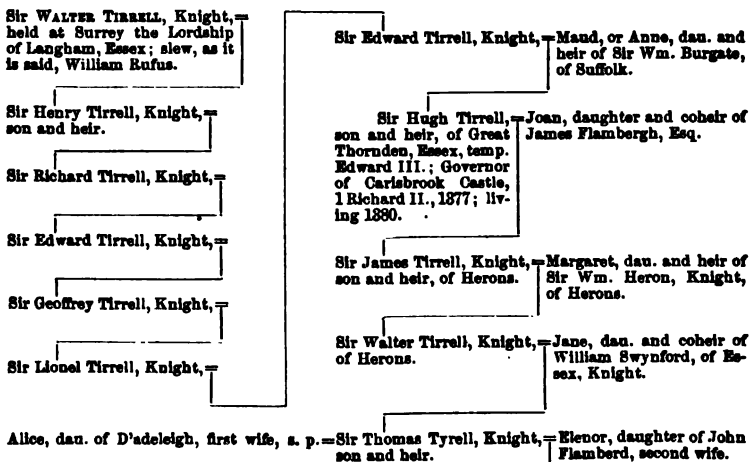 Sir WALTER TIRRELL, Knight,=
held at Surrey the Lordship
of Langham, Essex; slew, as it
is said, William Rufus.
Sir Henry Tirrell, Knight,=
son and heir.
Sir Richard Tirrell, Knight,=
Sir Edward Tirrell, Knight,=
Sir Geoffrey Tirrell, Knight,=
Sir Lionel Tirrell, Knight,=
Sir Edward Tirrell, Knight,=Maud, or Anne, dau. and
heir of Sir Wm. Burgate,
of Suffolk.
Sir Hugh Tirrell,=Joan, daughter and coheir of
son and heir, of Great James Flambergh, Esq.
Thornden, Essex, temp.
Edward III.; Governor
of Carisbrook Castle,
1 Richard II., 1377; liv-
ing 1380.
Sir James Tirrell, Knight,=Margaret, dau. and heir of
son and heir, of Herons. Sir Wm. Heron, Knight,
of Herons.
Sir Walter Tirrell, Knight,=Jane, dau. and coheir of
of Herons. William Swynford, of Es-
sex, Knight.
Alice, dau. of D'adeleigh, first wife, s. p.=Sir Thomas Tyrell, Knight,=Elenor, daughter of John
son and heir. Flamberd, second wife.